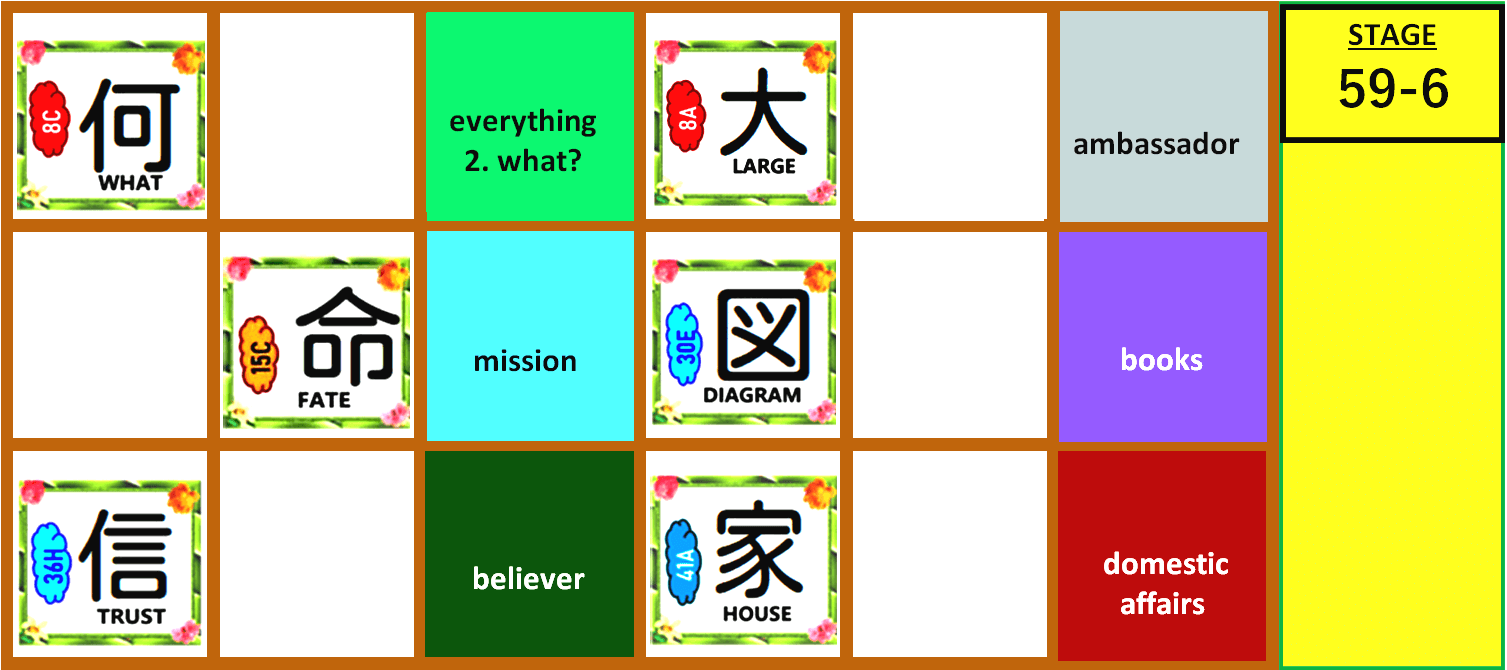 8C
何
WHAT
everything
2. what?
8A
大
LARGE
ambassador
STAGE
59-6
15C
命
FATE
mission
30E
図
DIAGRAM
books
36H
信
TRUST
believer
41A
家
HOUSE
domestic
affairs